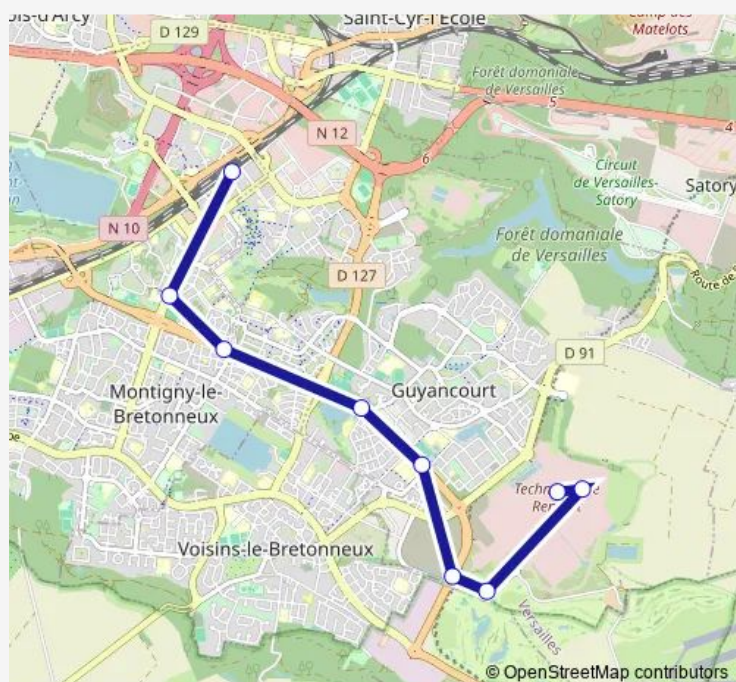 Saint-Cyr-l'École
D 129
Camp des
Matelots
Forêt domaniale
de Versailles
5
4
N 12
6
Circuit
de Versailles-
Satory
Satory
N 10
Forêt domaniale
de Versailles
Route de
D 127
D 91
Montigny-le-
Bretonneux
Guyancourt
Voisins-le-Bretonneux
Versailles
© OpenStreetMap contributors